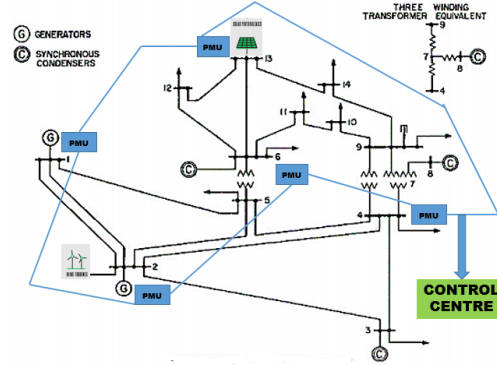 G GENERATORS
C SYNCHRONOUS
CONDENSERS
THREE WINDING
TRANSFORMER EQUIVALENT
9
7
8
C
4
PMU
13
14
12
11
10
G
PMU
1
C
6
9
C
7
8
PMU
5
4
PMU
2
G
PMU
CONTROL
CENTRE
3
C